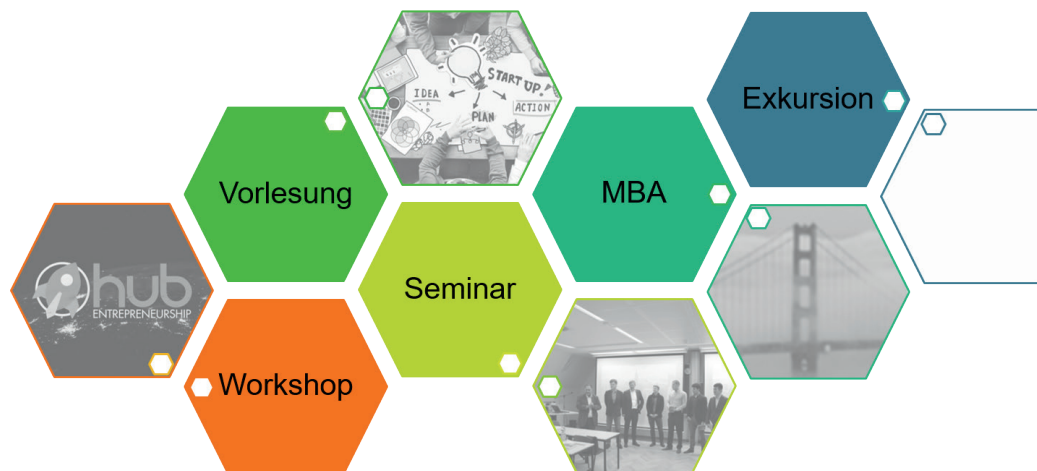 IDEA
START UP!
ACTION
PLAN
Exkursion
Vorlesung
MBA
hub
ENTREPRENEURSHIP
Seminar
Workshop